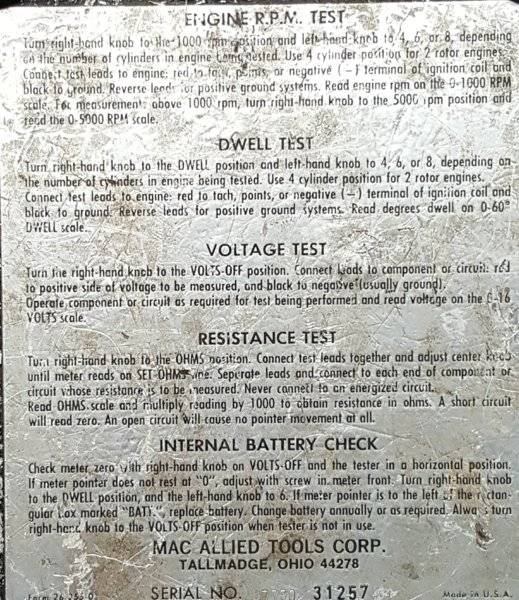 ENGINE R.P.M. TEST
Turn right-hand knob to the 1000 rpm position and left-hand knob to 4, 6, or 8, depending
on the number of cylinders in engine being tested. Use 4 cylinder position for 2 rotor engines.
Connect test leads to engine: red to tach, points, or negative (—) terminal of ignition coil and
black to ground. Reverse leads for positive ground systems. Read engine rpm on the 0-1000 RPM
scale. For measurements above 1000 rpm, turn right-hand knob to the 5000 rpm position and
read the 0-5000 RPM scale.
DWELL TEST
Turn right-hand knob to the DWELL position and left-hand knob to 4, 6, or 8, depending on
the number of cylinders in engine being tested. Use 4 cylinder position for 2 rotor engines.
Connect test leads to engine: red to tach, points, or negative (—) terminal of ignition coil and
black to ground. Reverse leads for positive ground systems. Read degrees dwell on 0-60°
DWELL scale.
VOLTAGE TEST
Turn the right-hand knob to the VOLTS-OFF position. Connect leads to component or circuit: red
to positive side of voltage to be measured, and black to negative (usually ground).
Operate component or circuit as required for test being performed and read voltage on the 0-16
VOLTS scale.
RESISTANCE TEST
Turn right-hand knob to the OHMS position. Connect test leads together and adjust center knob
until meter reads on SET OHMS line. Seperate leads and connect to each end of component or
circuit whose resistance is to be measured. Never connect to an energized circuit.
Read OHMS scale and multiply reading by 1000 to obtain resistance in ohms. A short circuit
will read zero. An open circuit will cause no pointer movement at all.
INTERNAL BATTERY CHECK
Check meter zero with right-hand knob on VOLTS-OFF and the tester in a horizontal position.
If meter pointer does not rest at "0", adjust with screw in meter front. Turn right-hand knob
to the DWELL position, and the left-hand knob to 6. If meter pointer is to the left of the rectan-
gular box marked "BATT.", replace battery. Change battery annually or as required. Always turn
right-hand knob to the VOLTS-OFF position when tester is not in use.
MAC ALLIED TOOLS CORP.
TALLMADGE, OHIO 44278
Form SERIAL NO. 31257 Made in U.S.A.